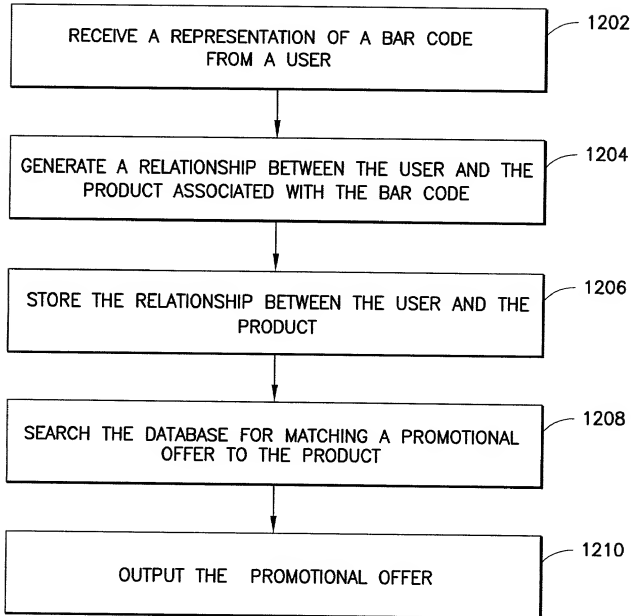 RECEIVE A REPRESENTATION OF A BAR CODE
FROM A USER
1202
GENERATE A RELATIONSHIP BETWEEN THE USER AND THE
PRODUCT ASSOCIATED WITH THE BAR CODE
1204
STORE THE RELATIONSHIP BETWEEN THE USER AND THE
PRODUCT
1206
SEARCH THE DATABASE FOR MATCHING A PROMOTIONAL
OFFER TO THE PRODUCT
1208
OUTPUT THE PROMOTIONAL OFFER
1210